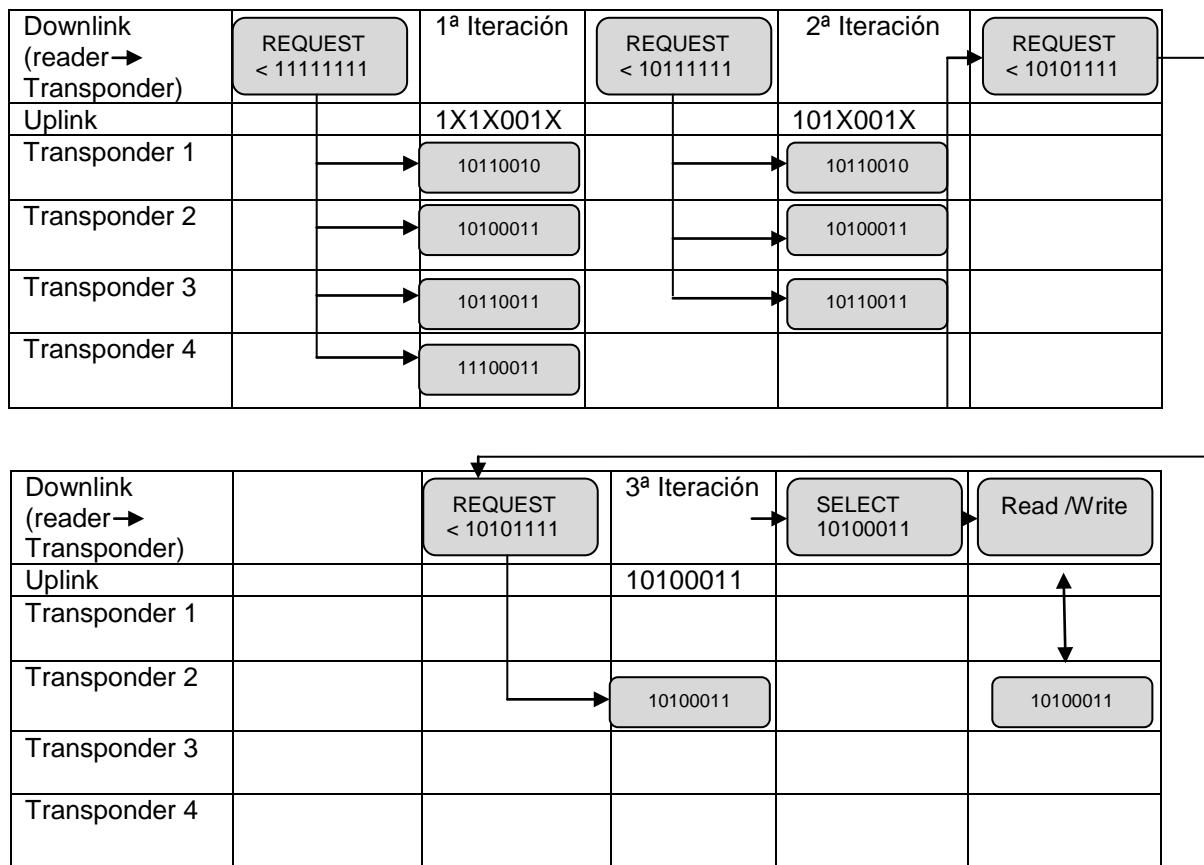 Downlink
(reader→
Transponder)
REQUEST
< 11111111
1ª Iteración
REQUEST
< 10111111
2ª Iteración
REQUEST
< 10101111
Uplink
1X1X001X
101X001X
Transponder 1
10110010
10110010
Transponder 2
10100011
10100011
Transponder 3
10110011
10110011
Transponder 4
11100011
Downlink
(reader→
Transponder)
REQUEST
< 10101111
3ª Iteración
SELECT
10100011
Read /Write
Uplink
10100011
Transponder 1
Transponder 2
10100011
10100011
Transponder 3
Transponder 4